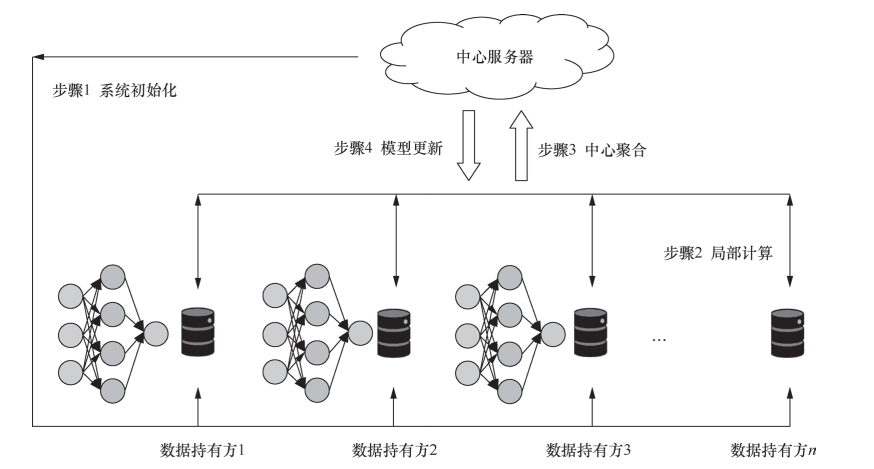 中心服务器
步骤1 系统初始化
步骤4 模型更新
步骤3 中心聚合
步骤2 局部计算
...
数据持有方1
数据持有方2
数据持有方3
数据持有方n